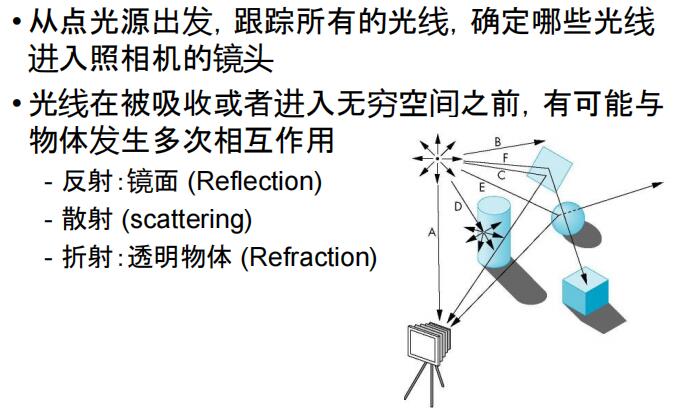 • 从点光源出发，跟踪所有的光线，确定哪些光线
进入照相机的镜头
• 光线在被吸收或者进入无穷空间之前，有可能与
物体发生多次相互作用
- 反射：镜面 (Reflection)
- 散射 (scattering)
- 折射：透明物体 (Refraction)
B
F
C
E
D
A